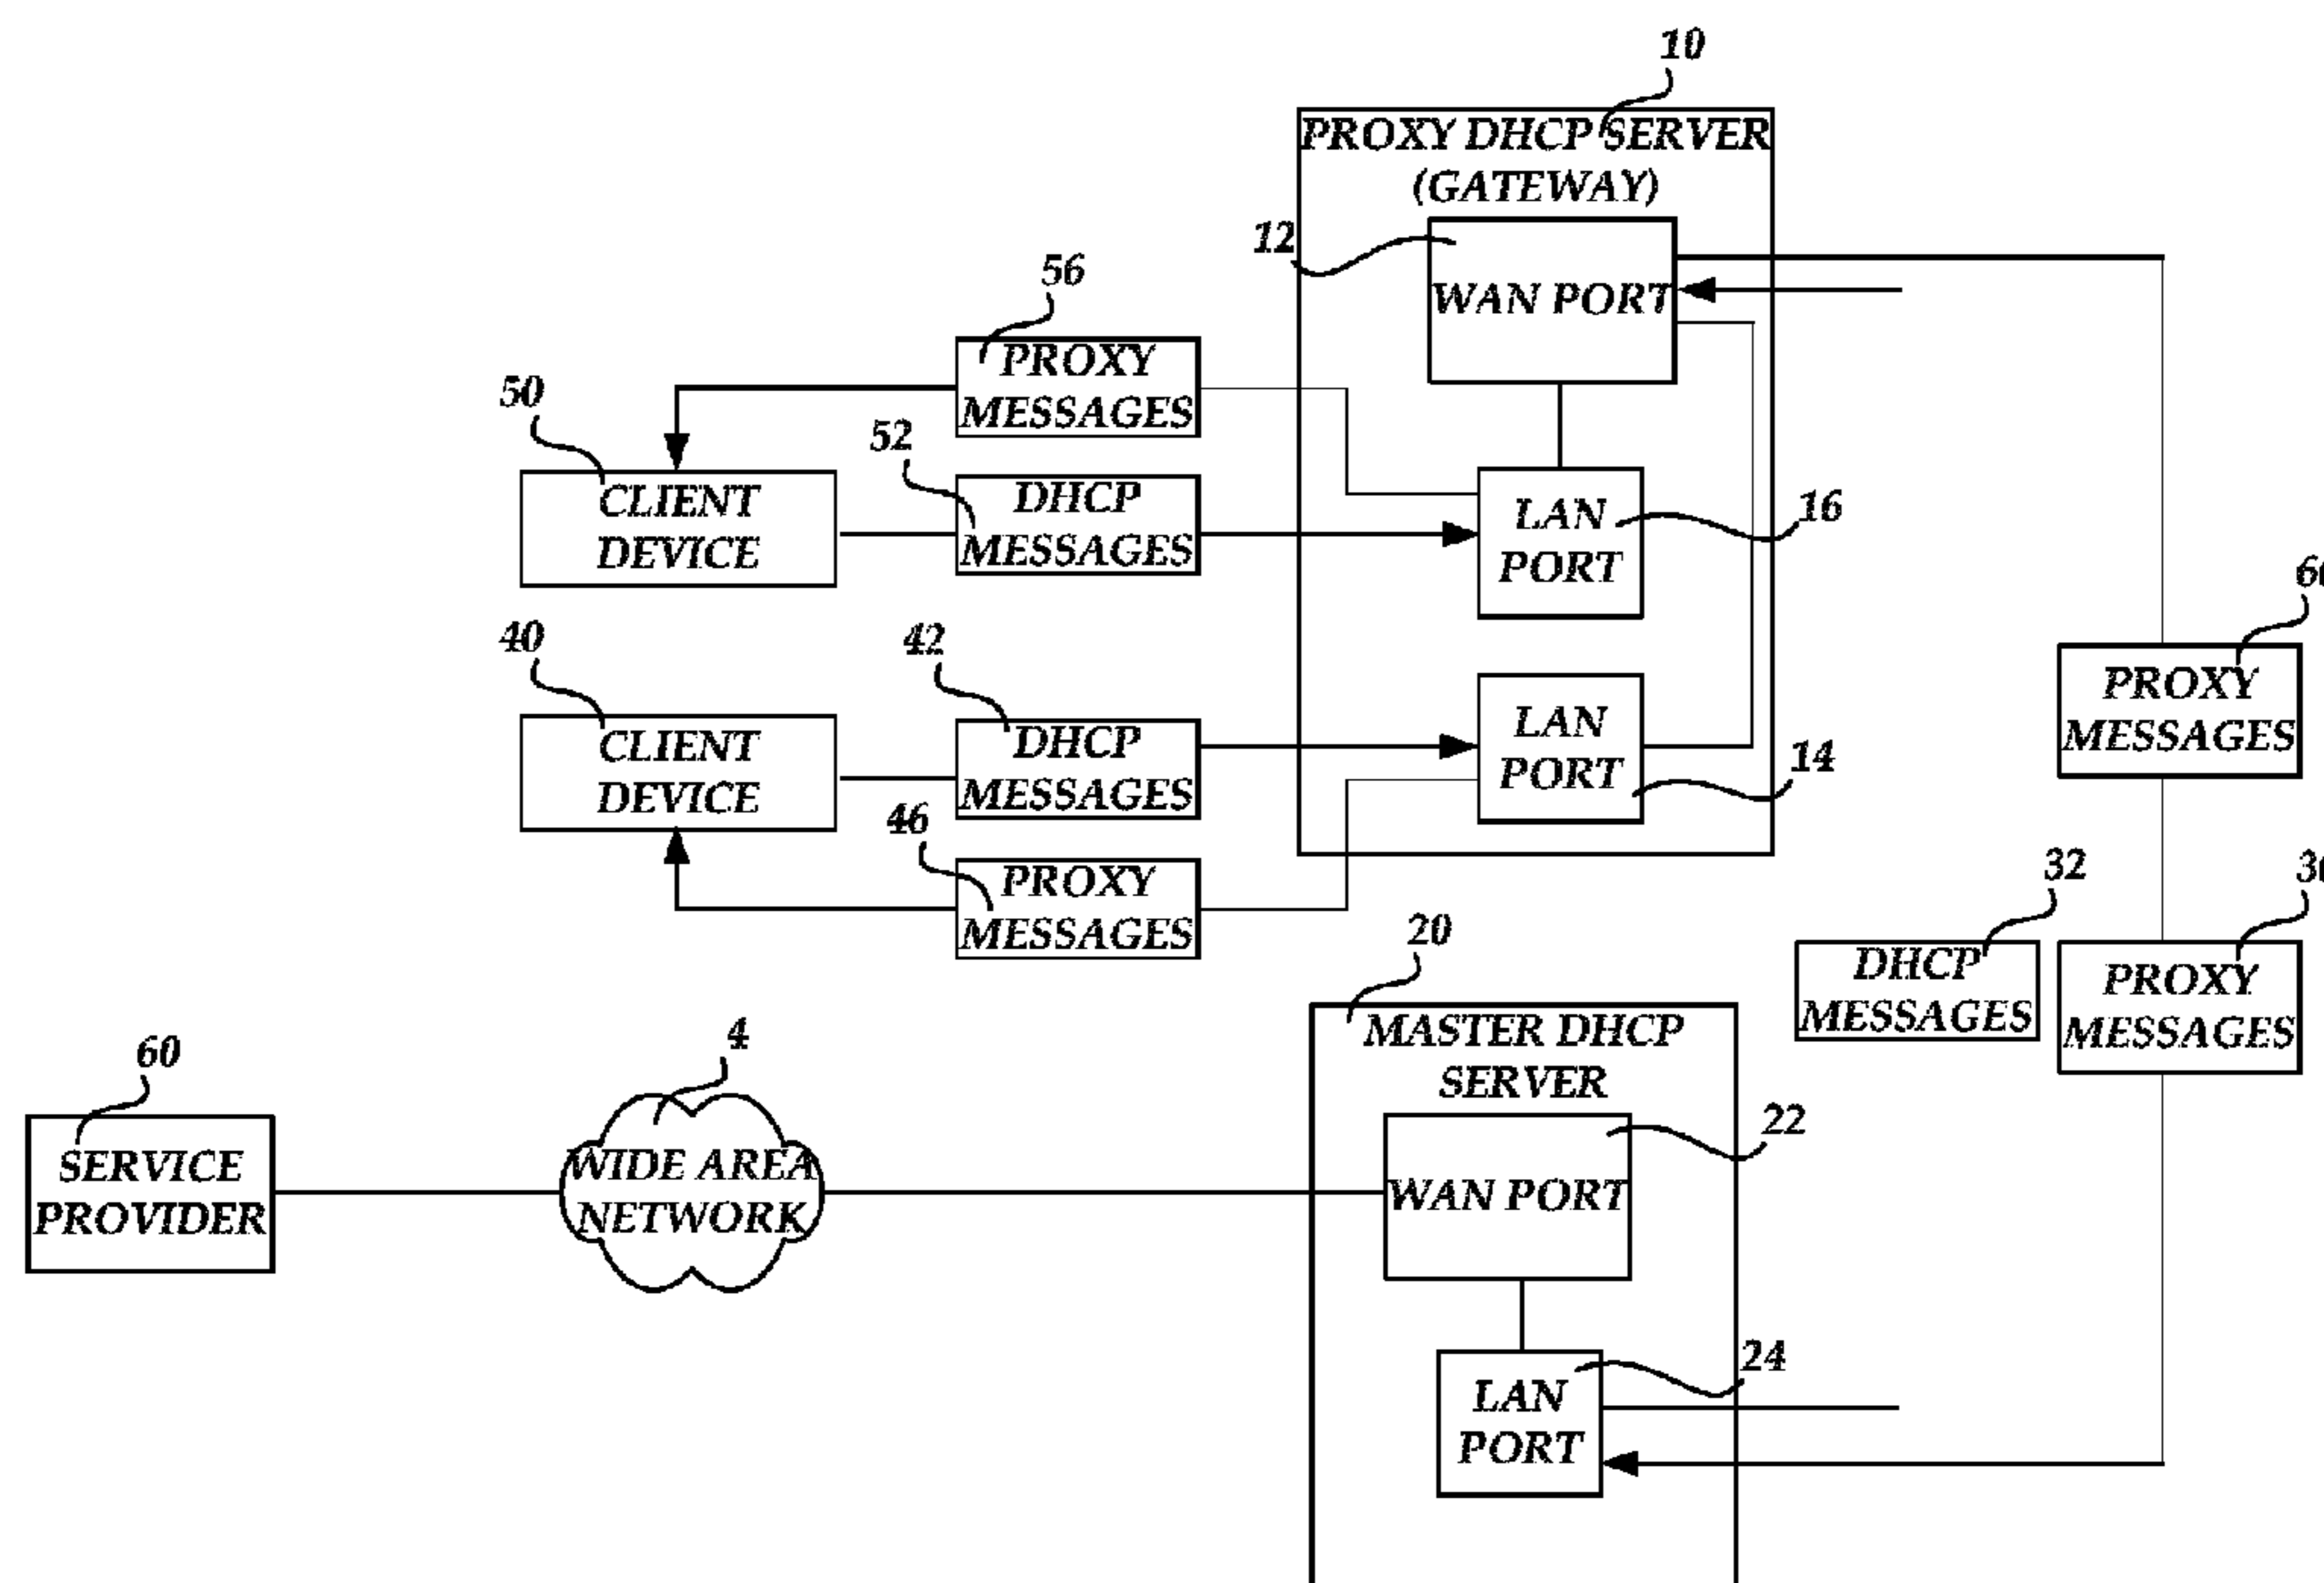 10
PROXY DHCP SERVER
(GATEWAY)
12
WAN PORT
56
PROXY
MESSAGES
50
CLIENT
DEVICE
52
DHCP
MESSAGES
LAN
PORT
16
40
CLIENT
DEVICE
42
DHCP
MESSAGES
LAN
PORT
14
46
PROXY
MESSAGES
PROXY
MESSAGES
32
DHCP
MESSAGES
PROXY
MESSAGES
20
MASTER DHCP
SERVER
22
WAN PORT
60
SERVICE
PROVIDER
4
WIDE AREA
NETWORK
24
LAN
PORT